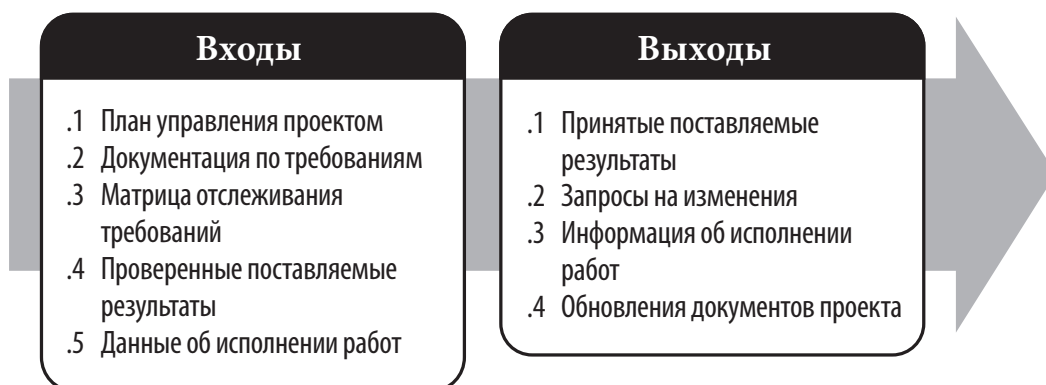 Входы
.1 План управления проектом
.2 Документация по требованиям
.3 Матрица отслеживания
требований
.4 Проверенные поставляемые
результаты
.5 Данные об исполнении работ
Выходы
.1 Принятые поставляемые
результаты
.2 Запросы на изменения
.3 Информация об исполнении
работ
.4 Обновления документов проекта